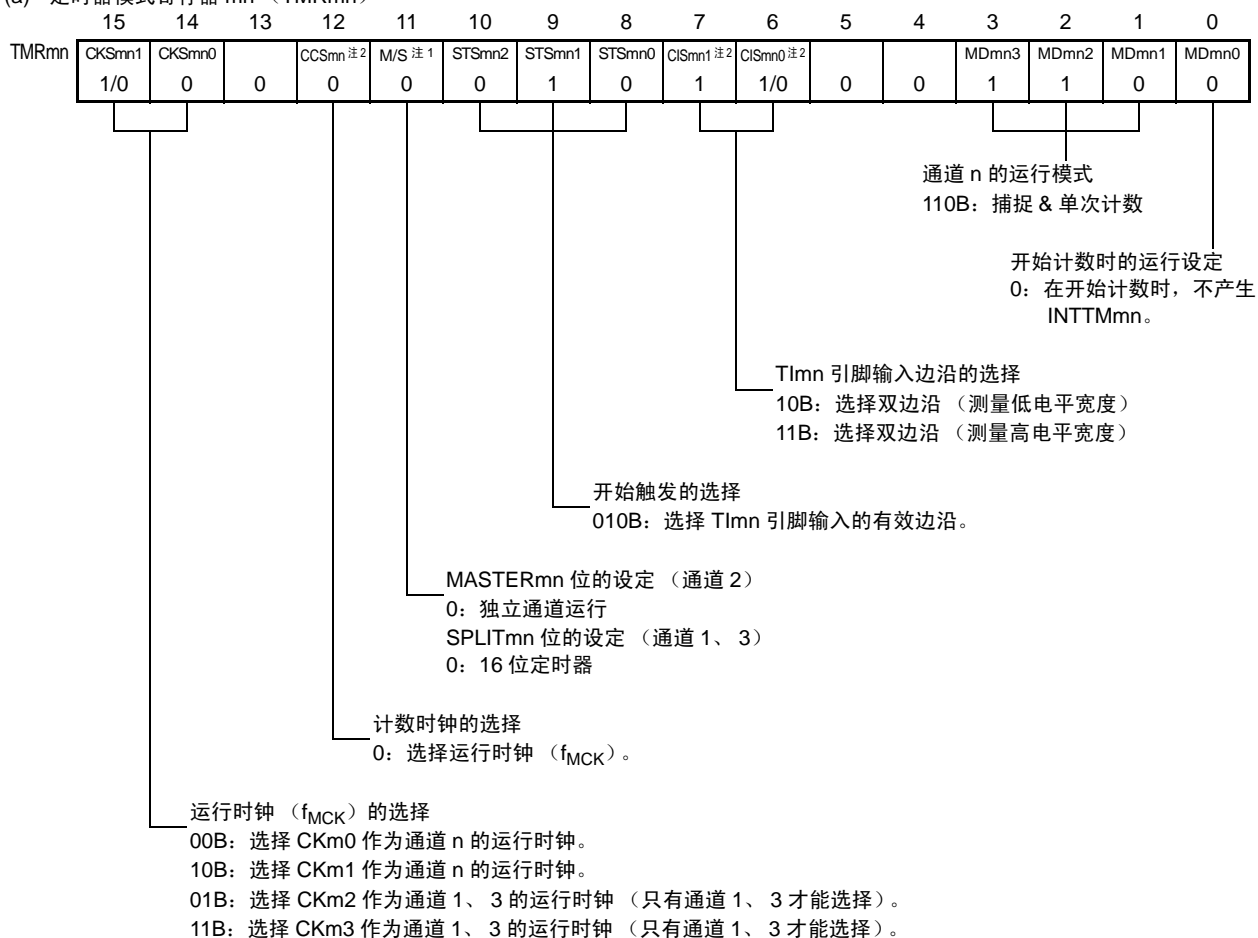 (a) 定时器模式寄存器 mn （TMRmn）
15 14 13 12 11 10 9 8 7 6 5 4 3 2 1 0
TMRmn CKSmn1 CKSmn0 CCSmn 注2 M/S 注1 STSmn2 STSmn1 STSmn0 CISmn1 注2 CISmn0 注2 MDmn3 MDmn2 MDmn1 MDmn0
1/0 0 0 0 0 0 1 0 1 1/0 0 0 1 1 0 0
通道 n 的运行模式
110B：捕捉 & 单次计数
开始计数时的运行设定
0：在开始计数时，不产生
INTTMmn。
TImn 引脚输入边沿的选择
10B：选择双边沿 （测量低电平宽度）
11B：选择双边沿 （测量高电平宽度）
开始触发的选择
010B：选择 TImn 引脚输入的有效边沿。
MASTERmn 位的设定 （通道 2）
0：独立通道运行
SPLITmn 位的设定 （通道 1、 3）
0：16 位定时器
计数时钟的选择
0：选择运行时钟 （fMCK）。
运行时钟 （fMCK）的选择
00B：选择 CKm0 作为通道 n 的运行时钟。
10B：选择 CKm1 作为通道 n 的运行时钟。
01B：选择 CKm2 作为通道 1、 3 的运行时钟 （只有通道 1、 3 才能选择）。
11B：选择 CKm3 作为通道 1、 3 的运行时钟 （只有通道 1、 3 才能选择）。